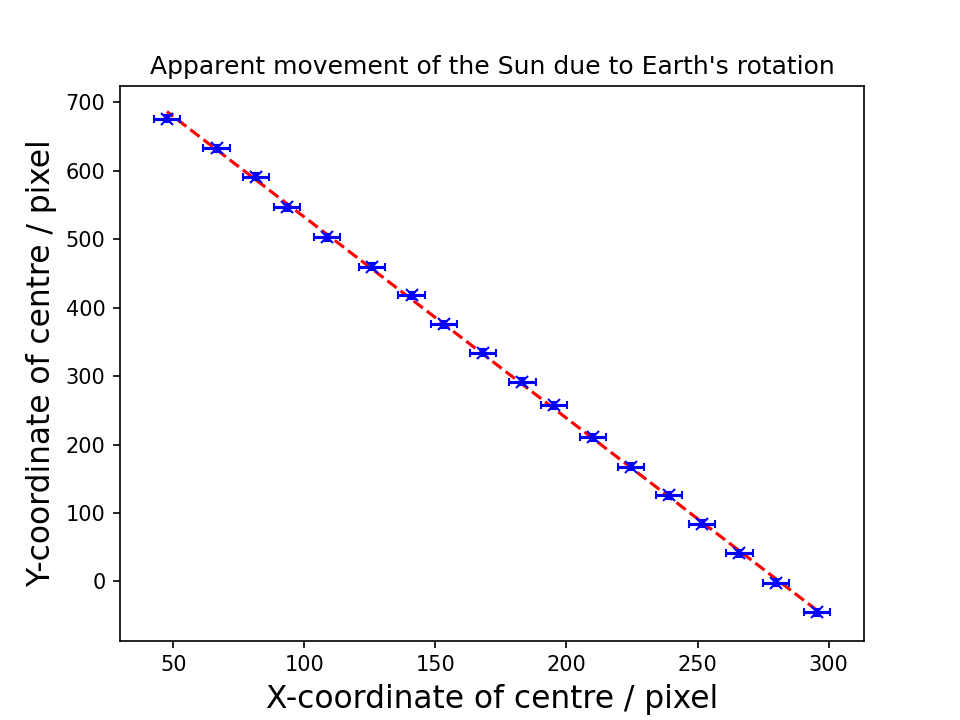 Apparent movement of the Sun due to Earth's rotation
Y-coordinate of centre / pixel
700
600
500
400
300
200
100
0
50 100 150 200 250 300
X-coordinate of centre / pixel